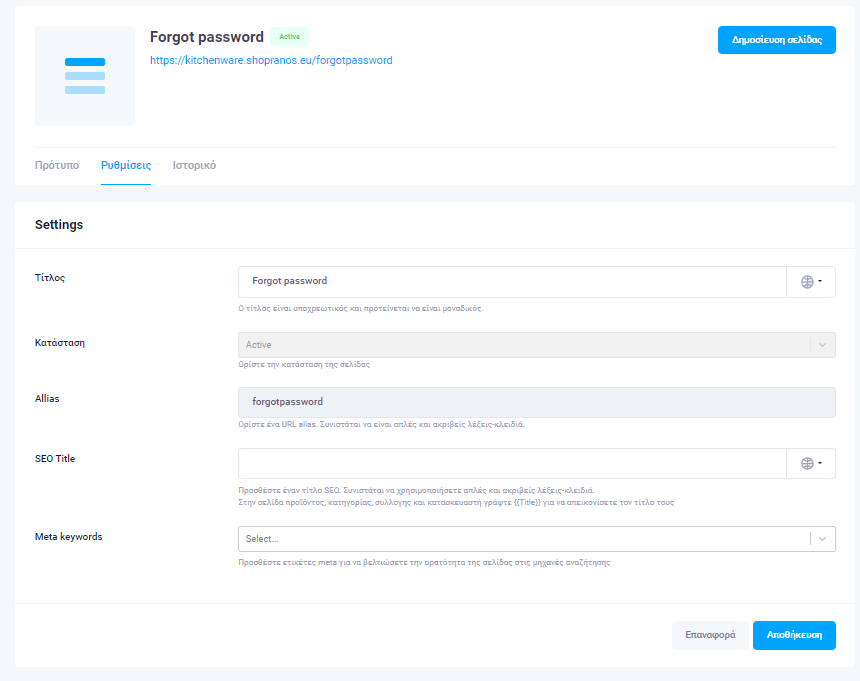 Forgot password
Active
https://kitchenware.shopranos.eu/forgotpassword
Δημοσίευση σελίδας
Πρότυπο
Ρυθμίσεις
Ιστορικό
Settings
Τίτλος
Forgot password
Ο τίτλος είναι υποχρεωτικός και προτείνεται να είναι μοναδικός.
Κατάσταση
Active
Ορίστε την κατάσταση της σελίδας
Allias
forgotpassword
Ορίστε ένα URL alias. Συνιστάται να είναι απλές και ακριβείς λέξεις-κλειδιά.
SEO Title
Προσθέστε έναν τίτλο SEO. Συνιστάται να χρησιμοποιήσετε απλές και ακριβείς λέξεις-κλειδιά.
Στην σελίδα προϊόντος, κατηγορίας, συλλογης και κατασκευαστή γράψτε {{Title}} για να απεικονίσετε τον τίτλο τους
Meta keywords
Select...
Προσθέστε ετικέτες meta για να βελτιώσετε την ορατότητα της σελίδας στις μηχανές αναζήτησης
Επαναφορά
Αποθήκευση